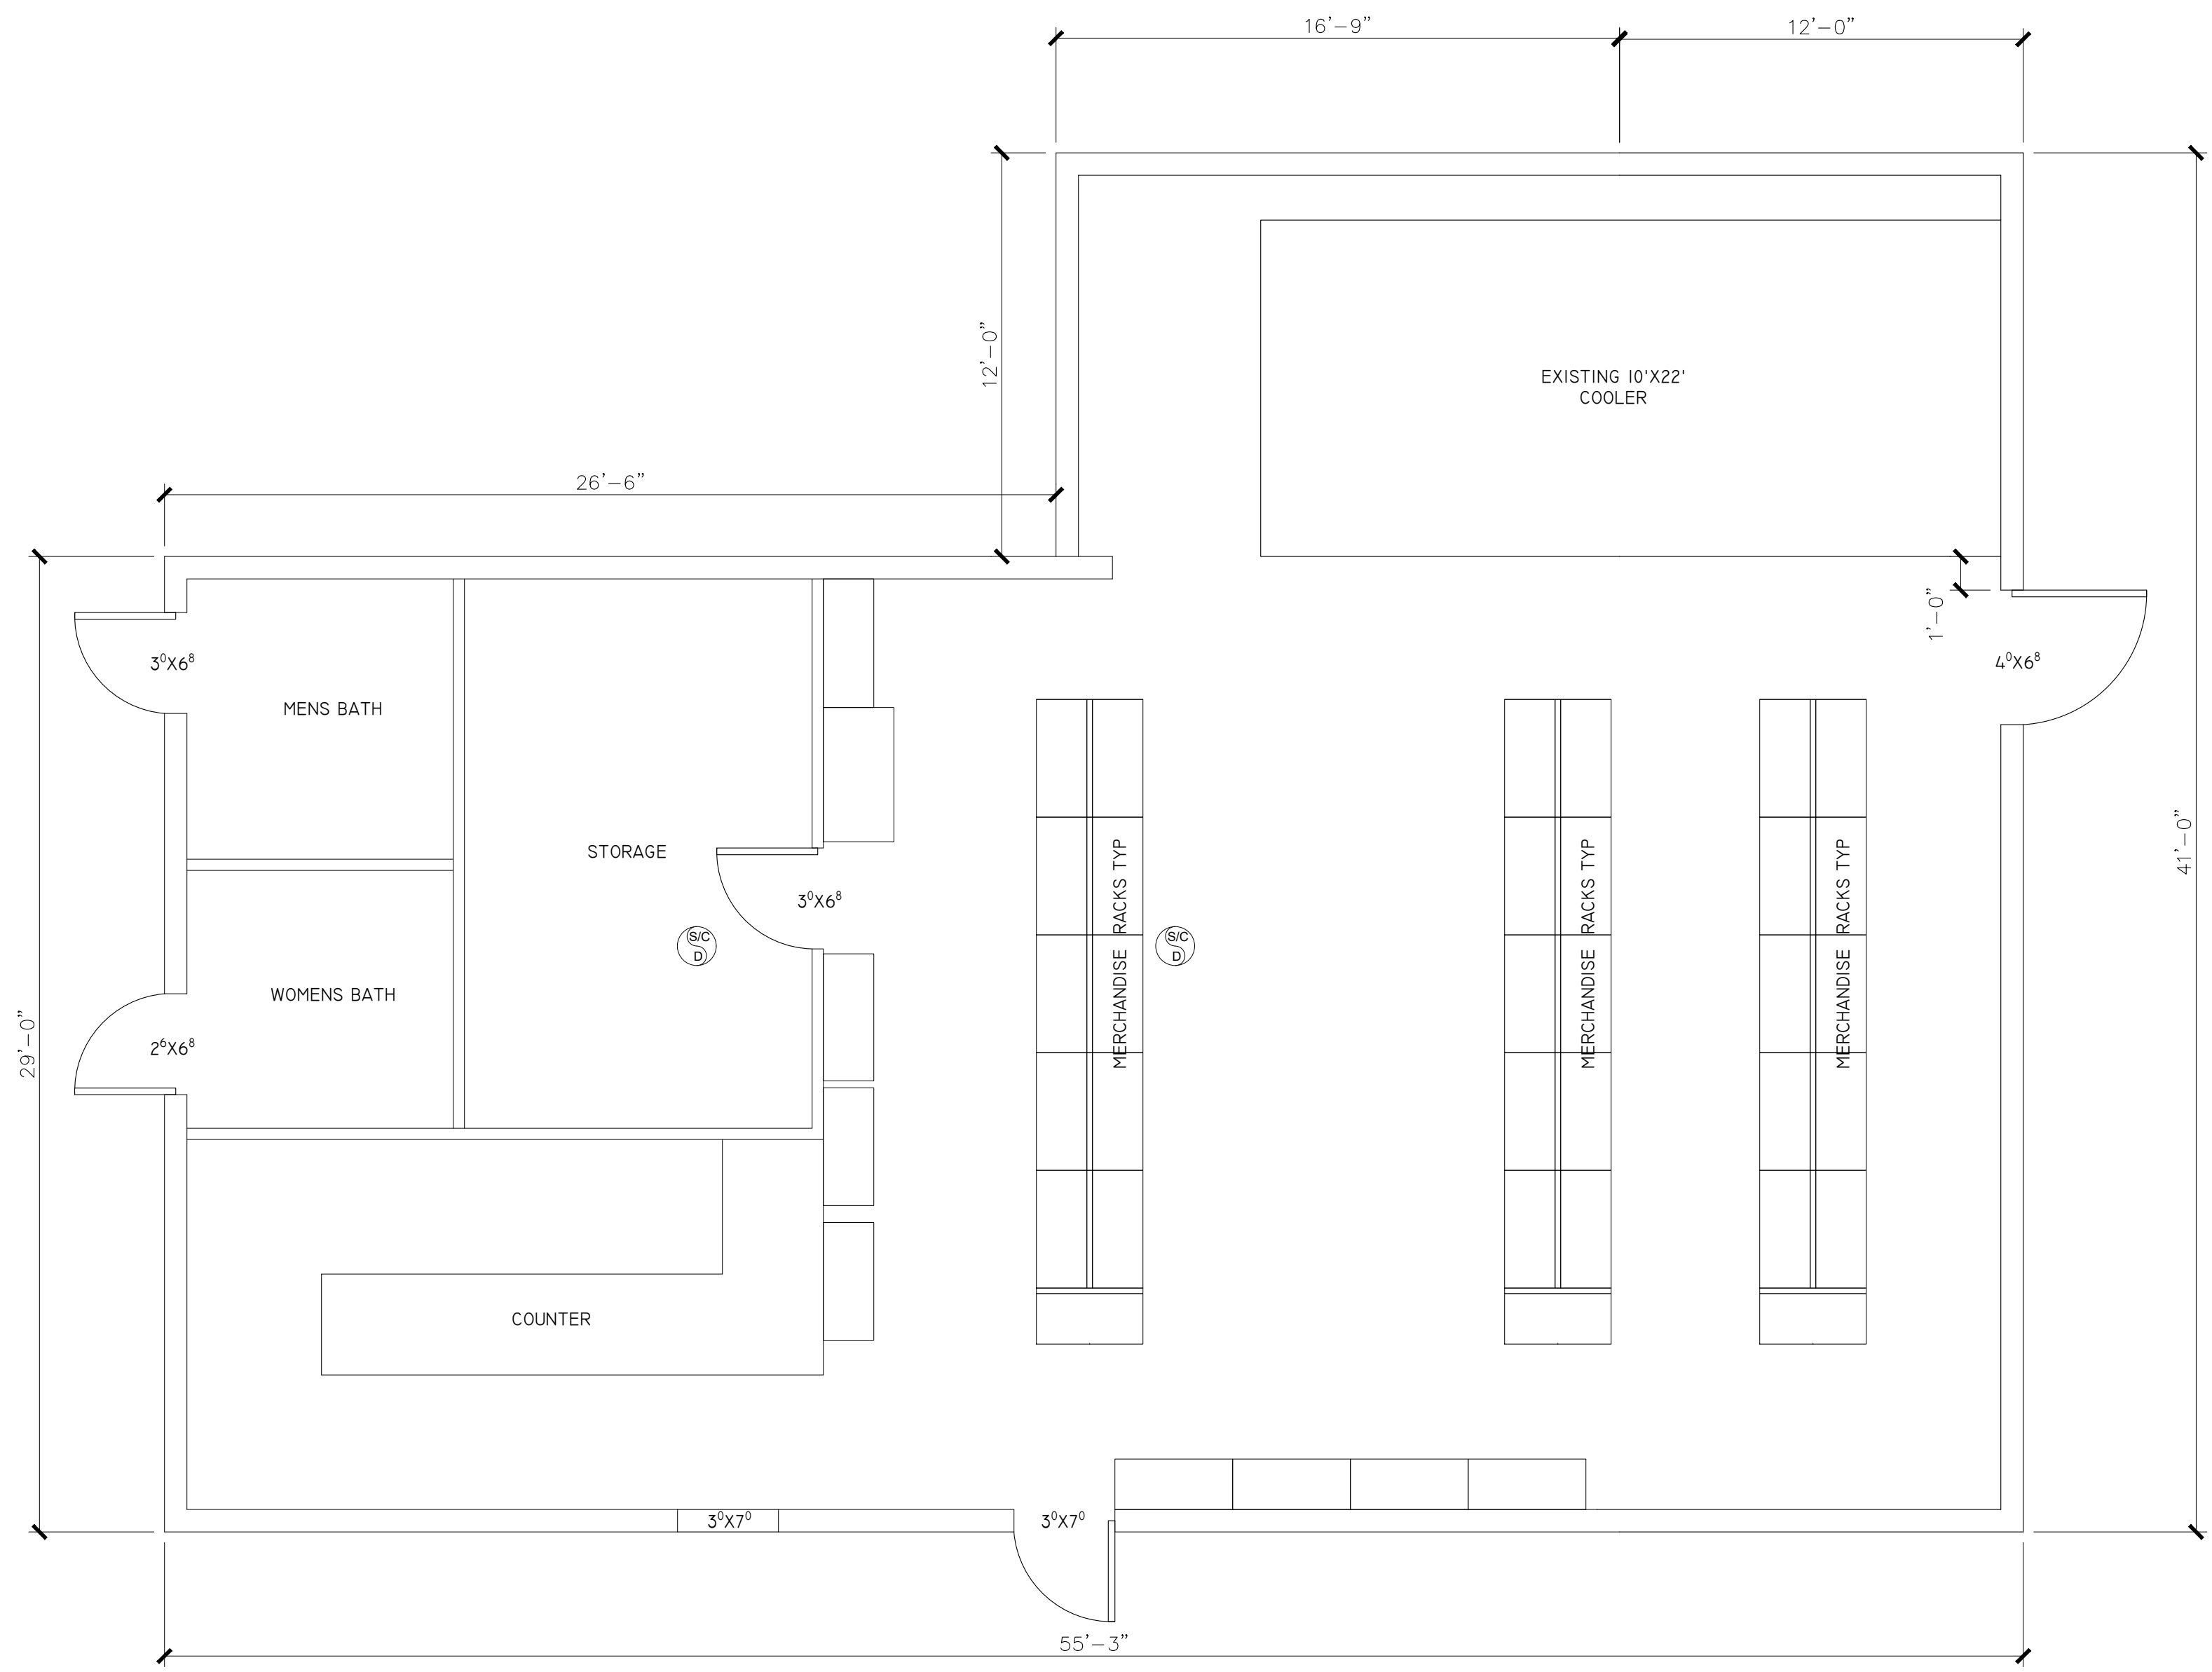 16'-9"
12'-0"
12'-0"
EXISTING 10'X22'
COOLER
26'-6"
1'-0"
3⁰X6⁸
4⁰X6⁸
MENS BATH
STORAGE
41'-0"
3⁰X6⁸
S/C
D
S/C
D
MERCHANDISE RACKS TYP
MERCHANDISE RACKS TYP
MERCHANDISE RACKS TYP
WOMENS BATH
29'-0"
2⁶X6⁸
COUNTER
3⁰X7⁰
3⁰X7⁰
55'-3"